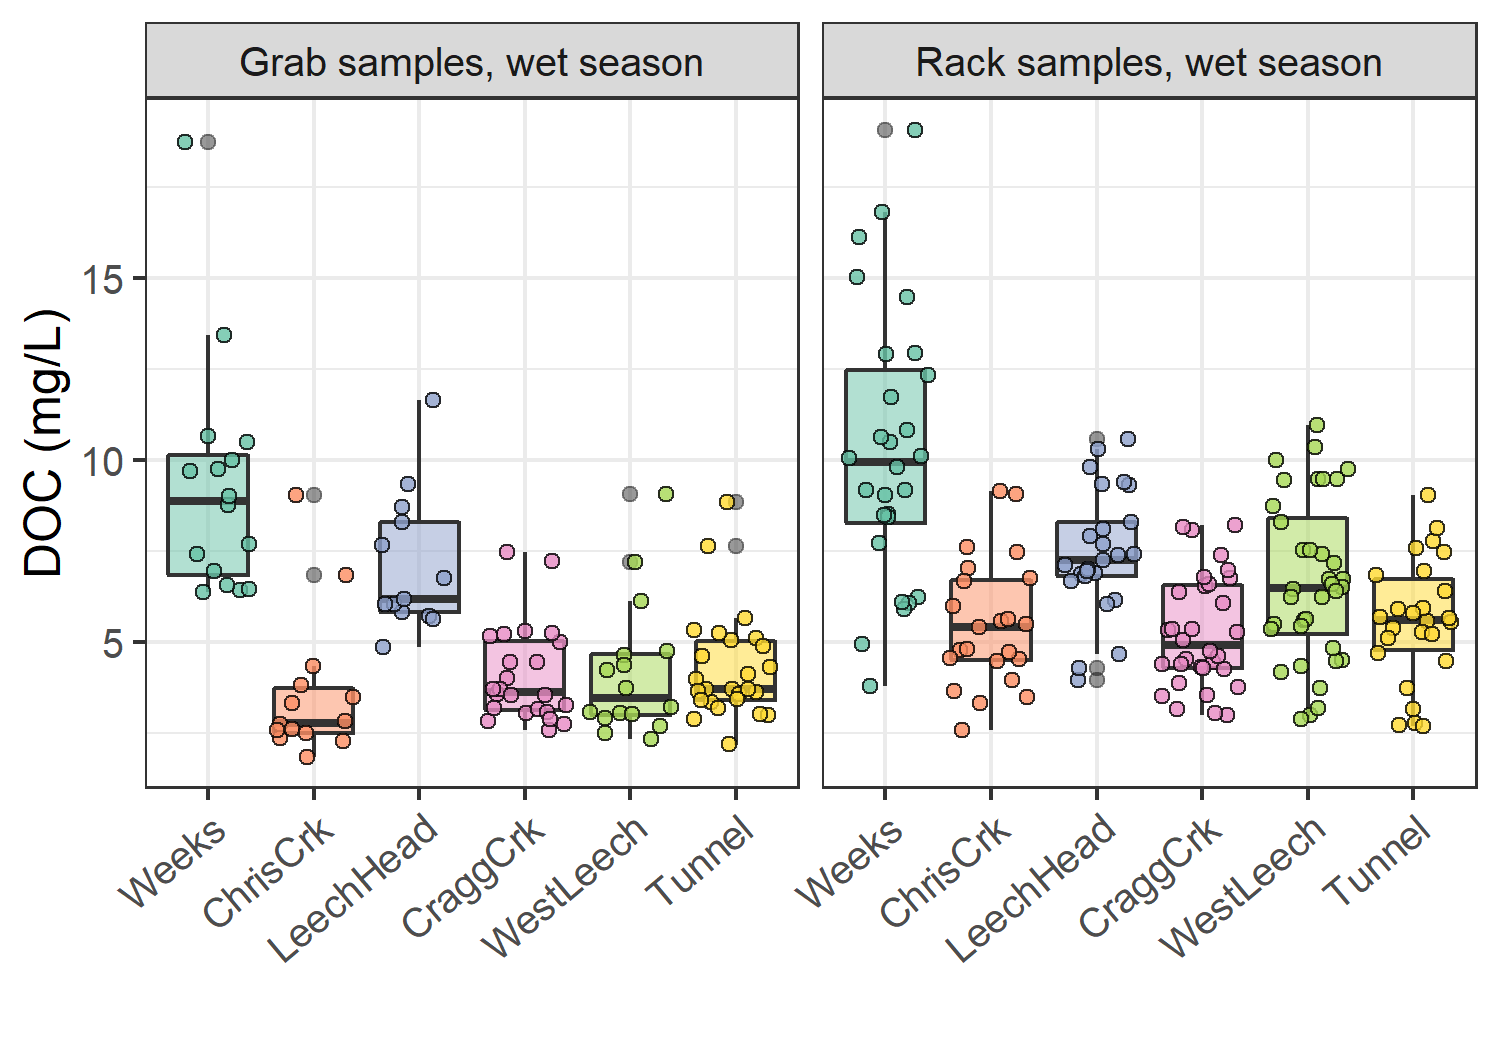 Grab samples, wet season
Rack samples, wet season
DOC (mg/L)
15
10
5
Weeks
ChrisCrk
LeechHead
CraggCrk
WestLeech
Tunnel
Weeks
ChrisCrk
LeechHead
CraggCrk
WestLeech
Tunnel